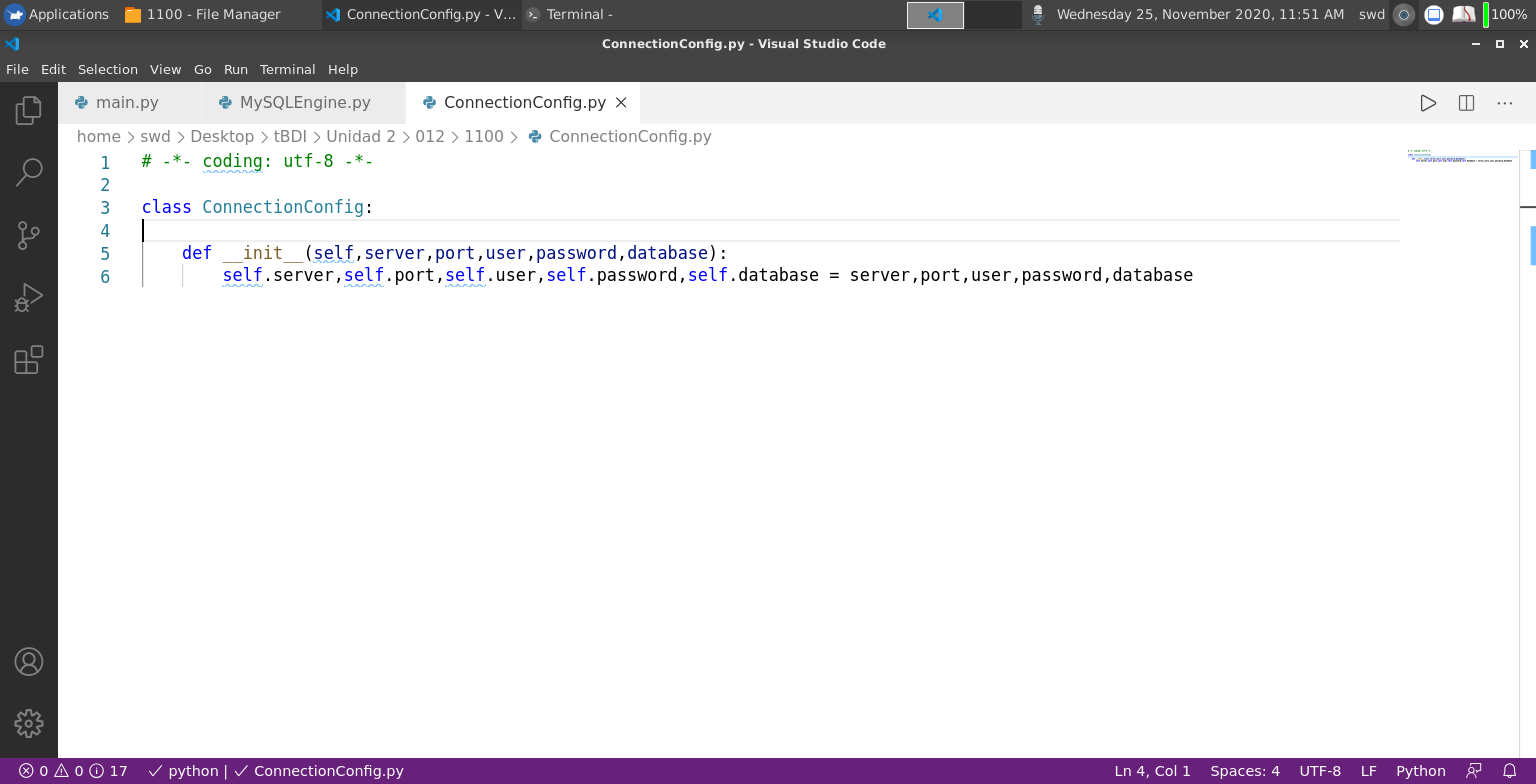 Applications 1100 - File Manager ConnectionConfig.py - V... Terminal - Wednesday 25, November 2020, 11:51 AM swd 100%
ConnectionConfig.py - Visual Studio Code
File Edit Selection View Go Run Terminal Help
main.py MySQLEngine.py ConnectionConfig.py
home > swd > Desktop > tBDI > Unidad 2 > 012 > 1100 > ConnectionConfig.py
1 # -*- coding: utf-8 -*-
2
3 class ConnectionConfig:
4
5 def __init__(self,server,port,user,password,database):
6 self.server,self.port,self.user,self.password,self.database = server,port,user,password,database
0 0 17 python | ConnectionConfig.py Ln 4, Col 1 Spaces: 4 UTF-8 LF Python